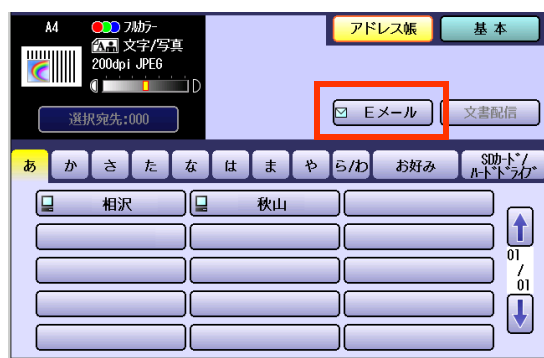 A4 フルカラー
文字/写真
200dpi JPEG
選択宛先:000
アドレス帳 基本
Eメール 文書配信
あ か さ た な は ま や ら/わ お好み SDカード/ハードドライブ
相沢 秋山
01
/
01